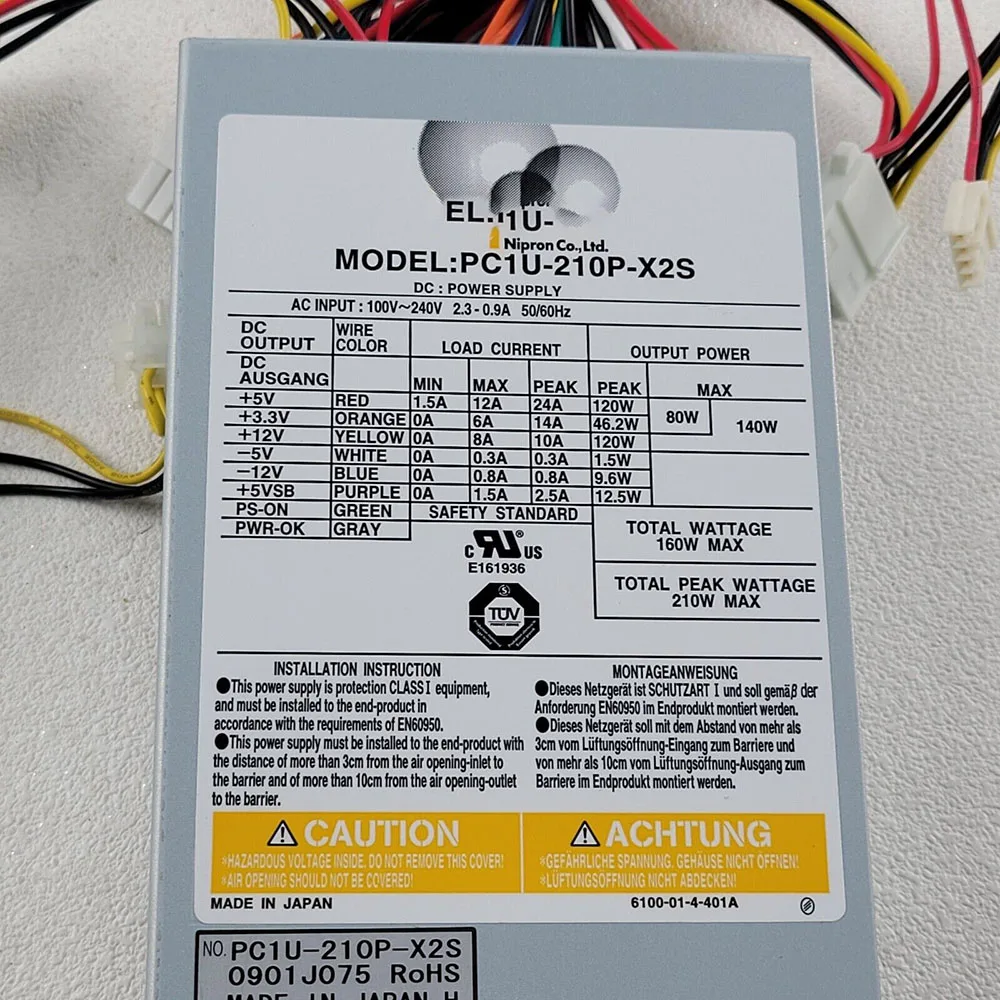 EL:
1U-
Nipron Co.,Ltd.
MODEL:PC1U-210P-X2S
DC : POWER SUPPLY
AC INPUT : 100V~240V 2.3 - 0.9A 50/60Hz
DC OUTPUT WIRE COLOR LOAD CURRENT OUTPUT POWER
DC AUSGANG MIN MAX PEAK PEAK MAX
+5V RED 1.5A 12A 24A 120W 80W 140W
+3.3V ORANGE 0A 6A 14A 46.2W
+12V YELLOW 0A 8A 10A 120W
-5V WHITE 0A 0.3A 0.3A 1.5W
-12V BLUE 0A 0.8A 0.8A 9.6W
+5VSB PURPLE 0A 1.5A 2.5A 12.5W
PS-ON GREEN SAFETY STANDARD
PWR-OK GRAY
TOTAL WATTAGE
160W MAX
TOTAL PEAK WATTAGE
210W MAX
c RU® US
E161936
TÜV
INSTALLATION INSTRUCTION
●This power supply is protection CLASS I equipment,
and must be installed to the end-product in
accordance with the requirements of EN60950.
●This power supply must be installed to the end-product with
the distance of more than 3cm from the air opening-inlet to
the barrier and of more than 10cm from the air opening-outlet
to the barrier.
MONTAGEANWEISUNG
●Dieses Netzgerät ist SCHUTZART I und soll gemäβ der
Anforderung EN60950 im Endprodukt montiert werden.
●Dieses Netzgerät soll mit dem Abstand von mehr als
3cm vom Lüftungsöffnung-Eingang zum Barriere und
von mehr als 10cm vom Lüftungsöffnung-Ausgang zum
Barriere im Endprodukt montiert werden.
⚠CAUTION
*HAZARDOUS VOLTAGE INSIDE. DO NOT REMOVE THIS COVER!
*AIR OPENING SHOULD NOT BE COVERED!
⚠ACHTUNG
*GEFÄHRLICHE SPANNUNG. GEHÄUSE NICHT ÖFFNEN!
*LÜFTUNGSÖFFNUNG NICHT ABDECKEN!
MADE IN JAPAN 6100-01-4-401A
NO. PC1U-210P-X2S
0901J075 RoHS
MADE IN JAPAN H